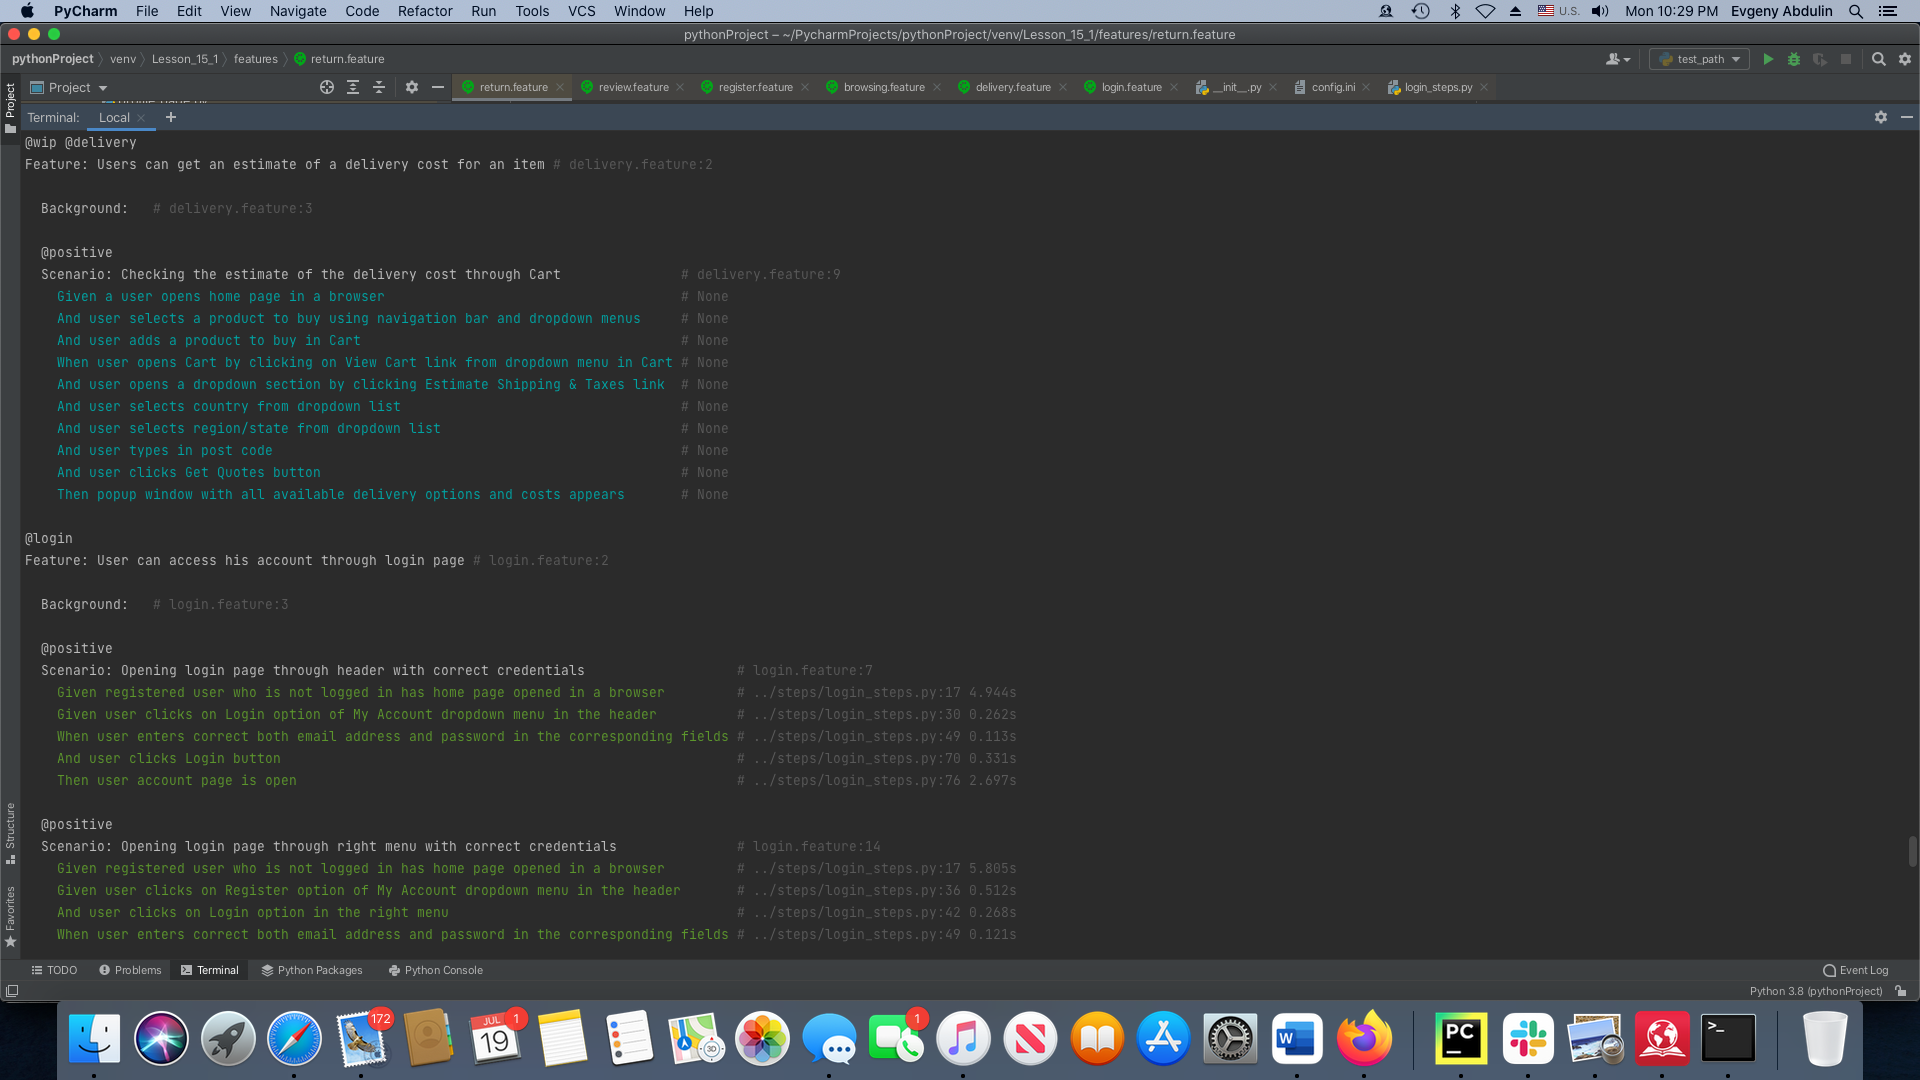 PyCharm File Edit View Navigate Code Refactor Run Tools VCS Window Help U.S. Mon 10:29 PM Evgeny Abdulin
pythonProject – ~/PycharmProjects/pythonProject/venv/Lesson_15_1/features/return.feature
pythonProject venv Lesson_15_1 features return.feature test_path
Project return.feature review.feature register.feature browsing.feature delivery.feature login.feature __init__.py config.ini login_steps.py
Project
Terminal: Local
@wip @delivery
Feature: Users can get an estimate of a delivery cost for an item # delivery.feature:2
Background: # delivery.feature:3
@positive
Scenario: Checking the estimate of the delivery cost through Cart # delivery.feature:9
Given a user opens home page in a browser # None
And user selects a product to buy using navigation bar and dropdown menus # None
And user adds a product to buy in Cart # None
When user opens Cart by clicking on View Cart link from dropdown menu in Cart # None
And user opens a dropdown section by clicking Estimate Shipping & Taxes link # None
And user selects country from dropdown list # None
And user selects region/state from dropdown list # None
And user types in post code # None
And user clicks Get Quotes button # None
Then popup window with all available delivery options and costs appears # None
@login
Feature: User can access his account through login page # login.feature:2
Background: # login.feature:3
@positive
Scenario: Opening login page through header with correct credentials # login.feature:7
Given registered user who is not logged in has home page opened in a browser # ../steps/login_steps.py:17 4.944s
Given user clicks on Login option of My Account dropdown menu in the header # ../steps/login_steps.py:30 0.262s
When user enters correct both email address and password in the corresponding fields # ../steps/login_steps.py:49 0.113s
And user clicks Login button # ../steps/login_steps.py:70 0.331s
Then user account page is open # ../steps/login_steps.py:76 2.697s
@positive
Scenario: Opening login page through right menu with correct credentials # login.feature:14
Given registered user who is not logged in has home page opened in a browser # ../steps/login_steps.py:17 5.805s
Given user clicks on Register option of My Account dropdown menu in the header # ../steps/login_steps.py:36 0.512s
And user clicks on Login option in the right menu # ../steps/login_steps.py:42 0.268s
When user enters correct both email address and password in the corresponding fields # ../steps/login_steps.py:49 0.121s
Structure
Favorites
TODO Problems Terminal Python Packages Python Console Event Log
Python 3.8 (pythonProject)
172 JUL 19 1 3D 1 W PC >_